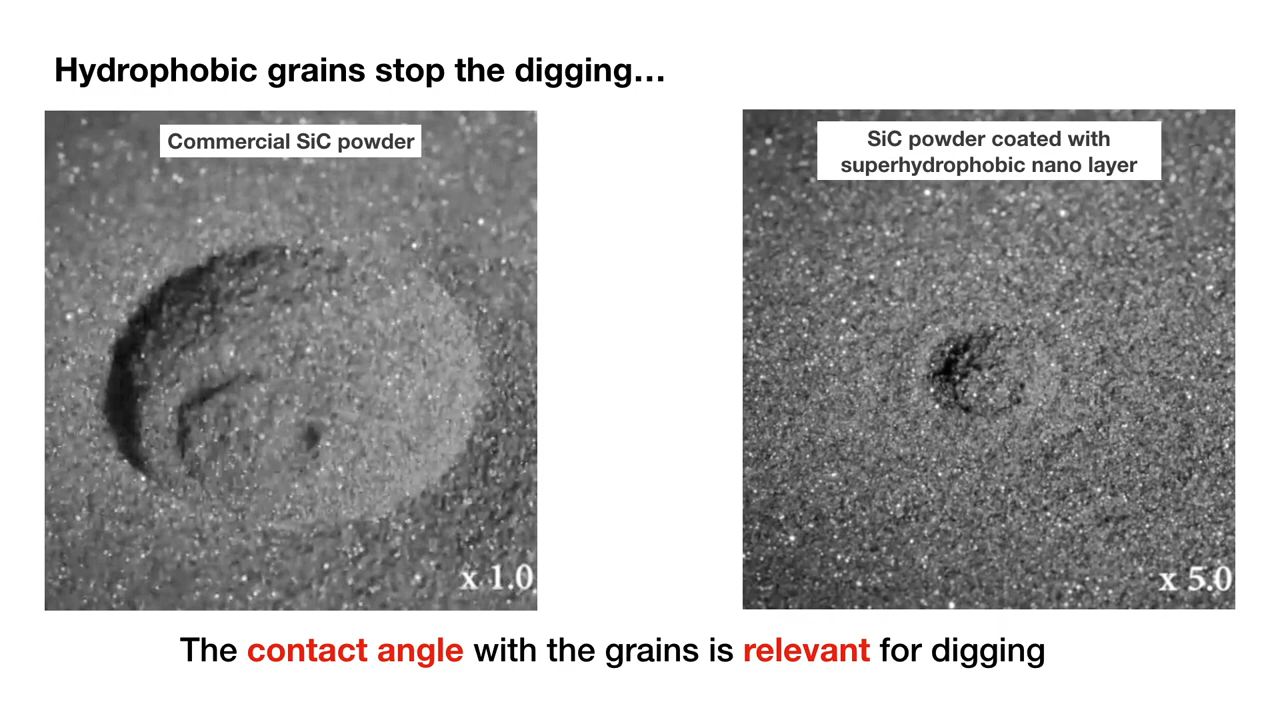 Hydrophobic grains stop the digging…
Commercial SiC powder
x 1.0
SiC powder coated with
superhydrophobic nano layer
x 5.0
The contact angle with the grains is relevant for digging